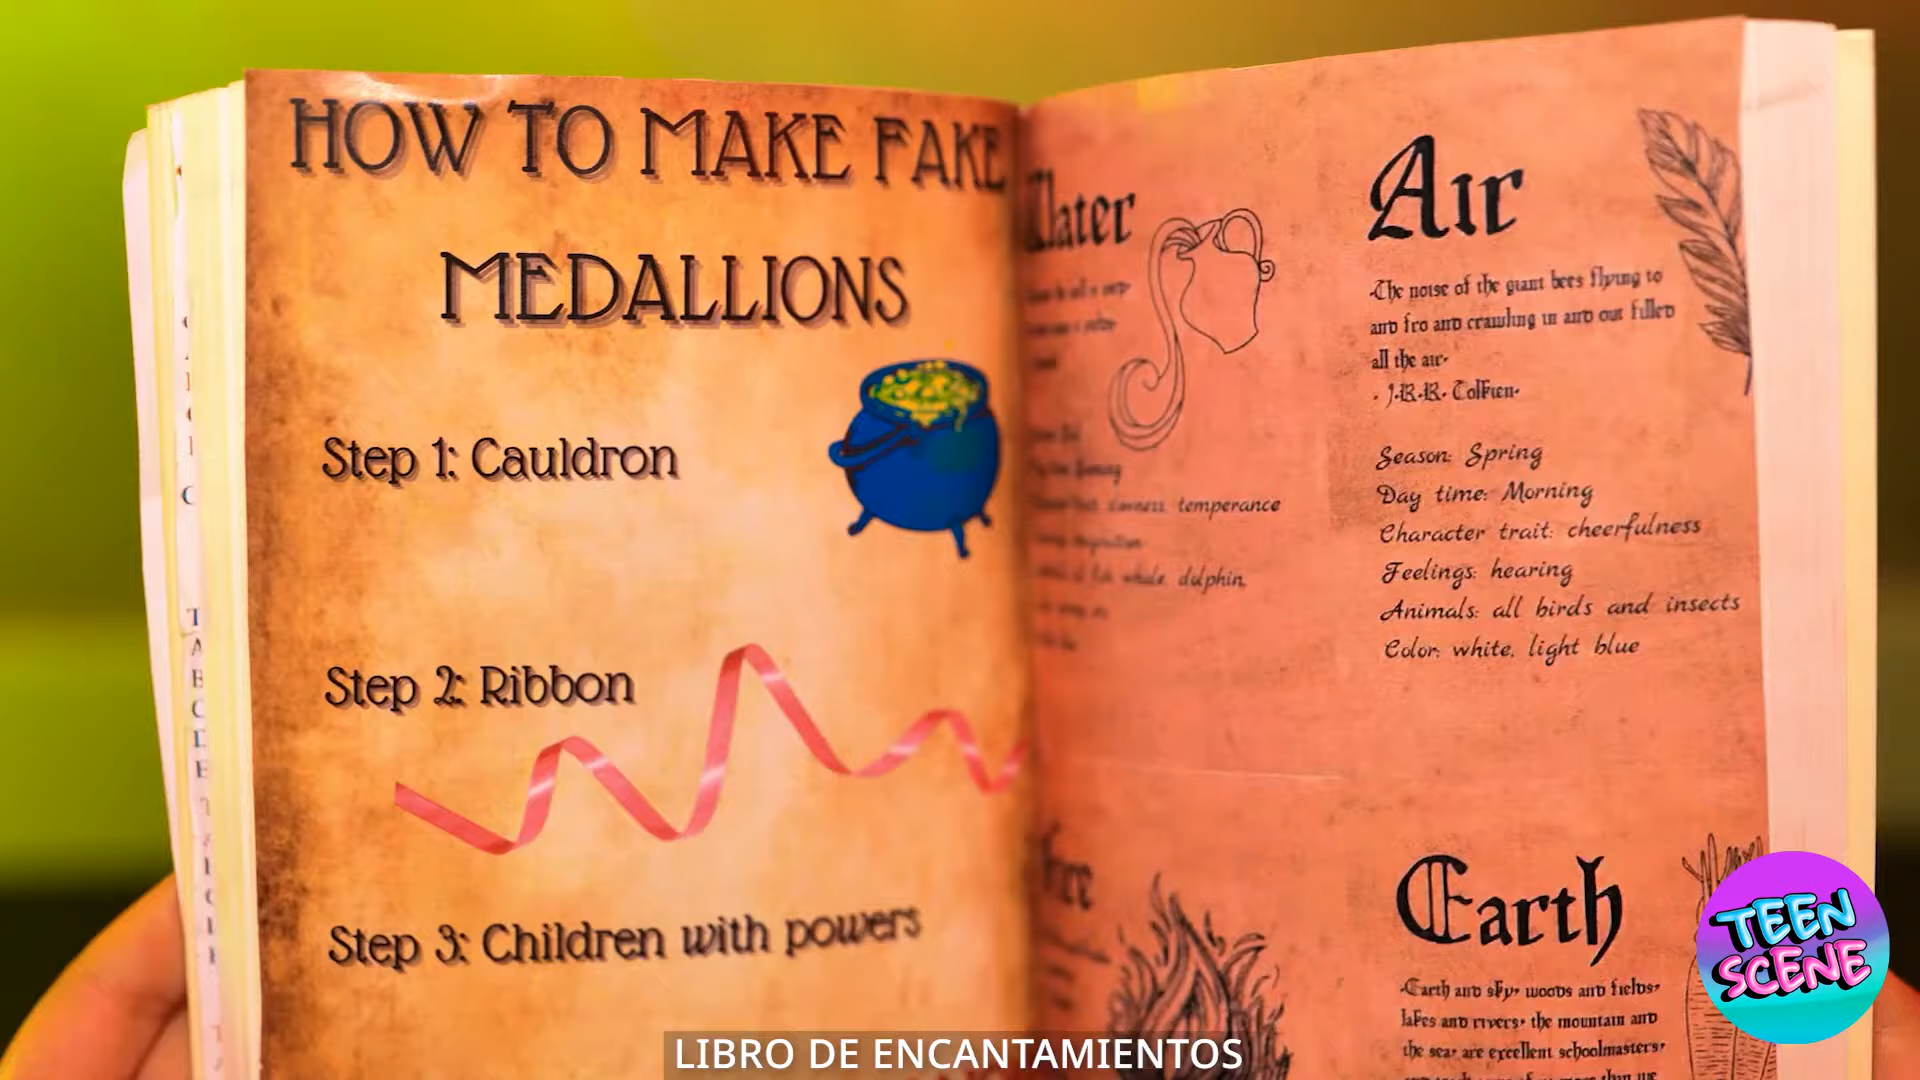 HOW TO MAKE FAKE
MEDALLIONS
Step 1: Cauldron
Step 2: Ribbon
Step 3: Children with powers
Water
temperance
whale, dolphin,
Fire
Air
-The noise of the giant bees flying to
and fro and crawling in and out filled
all the air-
- J.R.R. Tolkien-
Season: Spring
Day time: Morning
Character trait: cheerfulness
Feelings: hearing
Animals: all birds and insects
Color: white, light blue
Earth
-Earth and sky, woods and fields,
lakes and rivers, the mountain and
the sea, are excellent schoolmasters,
TEEN
SCENE
LIBRO DE ENCANTAMIENTOS